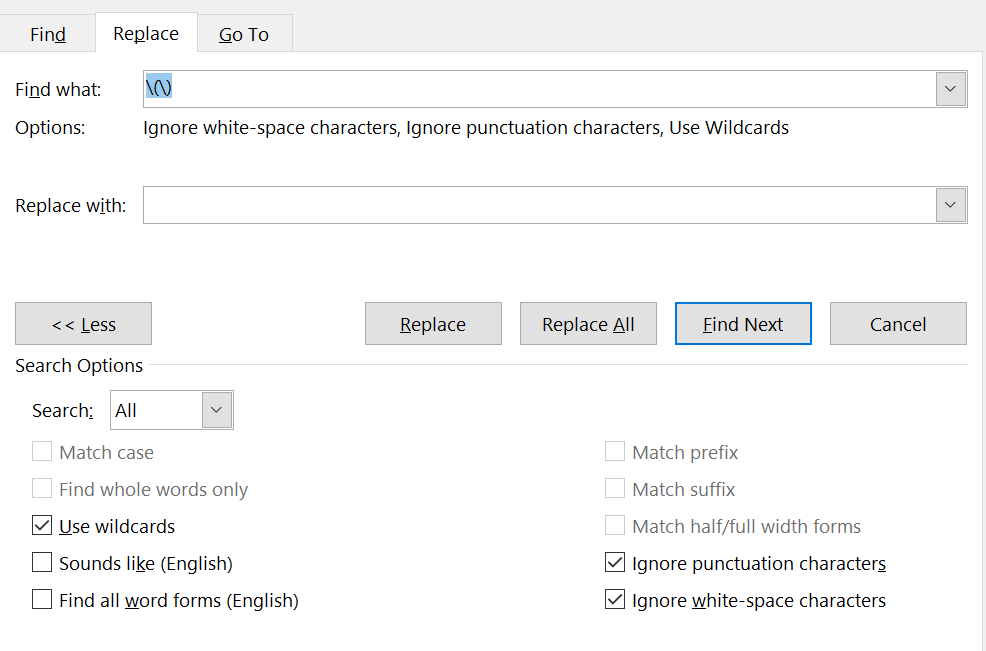 Find Replace Go To
Find what: \(\)
Options: Ignore white-space characters, Ignore punctuation characters, Use Wildcards
Replace with:
<< Less Replace Replace All Find Next Cancel
Search Options
Search: All
Match case Match prefix
Find whole words only Match suffix
Use wildcards Match half/full width forms
Sounds like (English) Ignore punctuation characters
Find all word forms (English) Ignore white-space characters